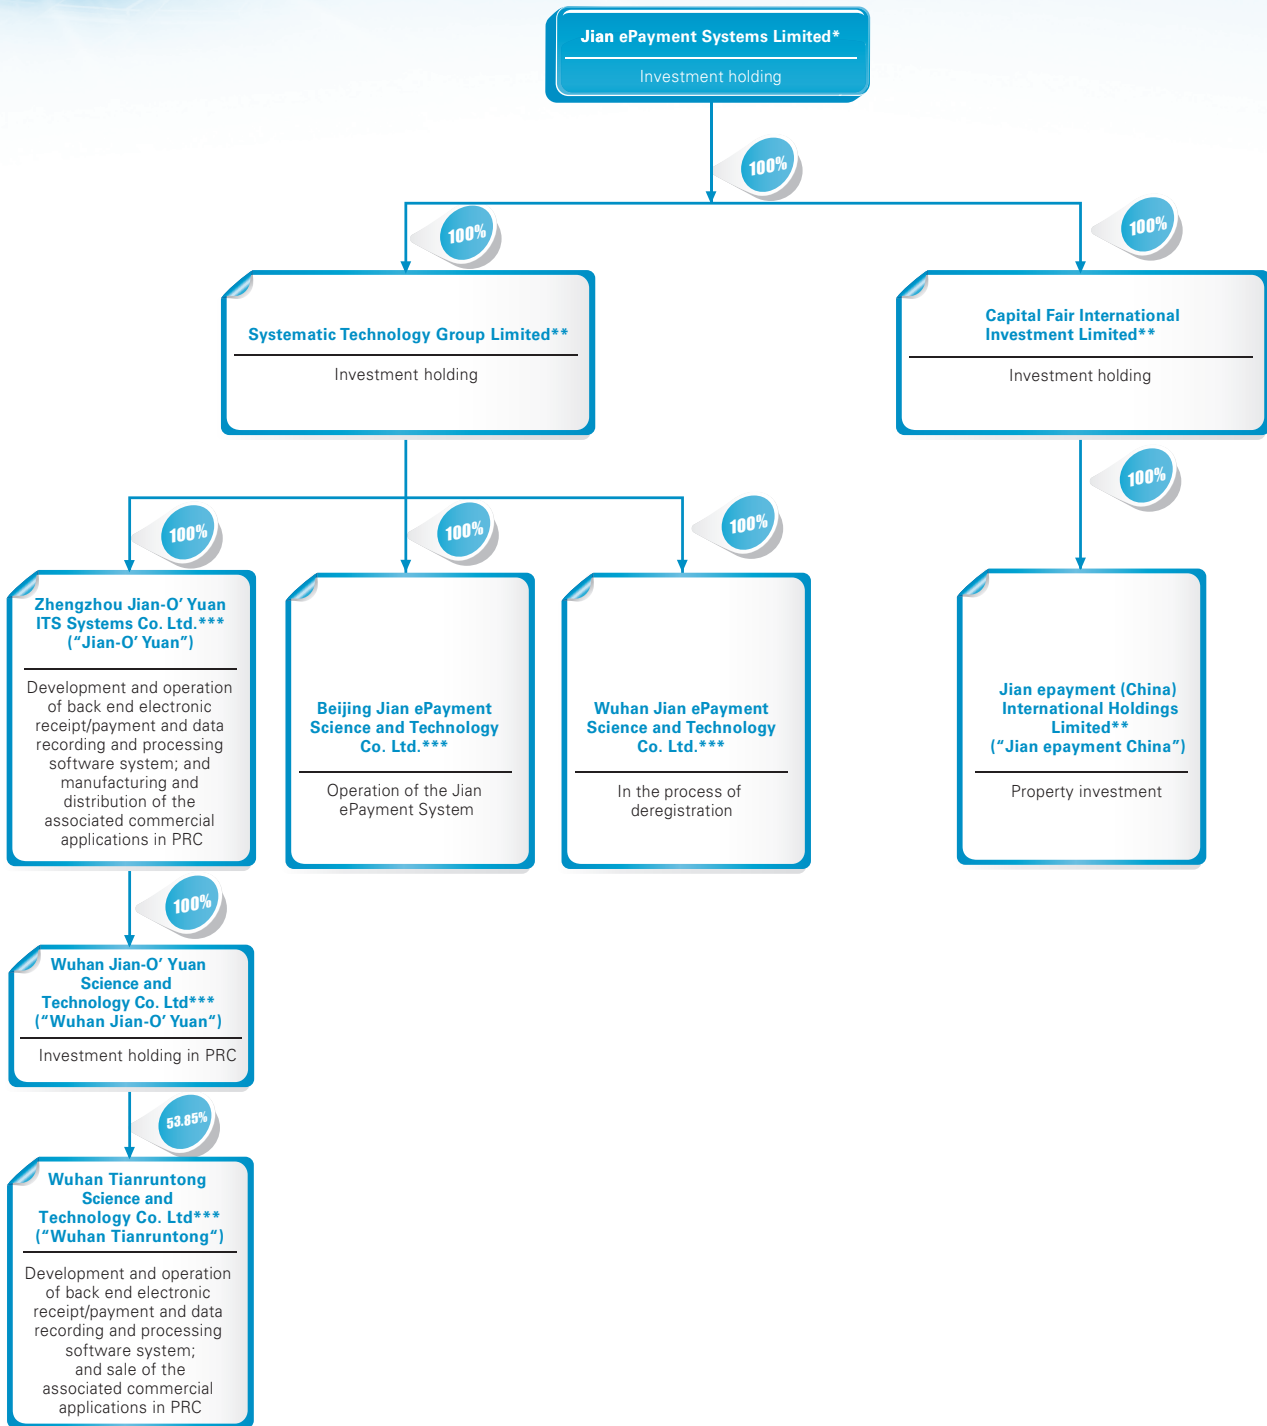 Jian ePayment Systems Limited*
Investment holding
100%
100%
100%
Systematic Technology Group Limited**
Investment holding
Capital Fair International
Investment Limited**
Investment holding
100%
100%
100%
100%
Zhengzhou Jian-O’ Yuan
ITS Systems Co. Ltd.***
(“Jian-O’ Yuan”)
Development and operation
of back end electronic
receipt/payment and data
recording and processing
software system; and
manufacturing and
distribution of the
associated commercial
applications in PRC
Beijing Jian ePayment
Science and Technology
Co. Ltd.***
Operation of the Jian
ePayment System
Wuhan Jian ePayment
Science and Technology
Co. Ltd.***
In the process of
deregistration
Jian epayment (China)
International Holdings
Limited**
(“Jian epayment China”)
Property investment
100%
Wuhan Jian-O’ Yuan
Science and
Technology Co. Ltd***
(“Wuhan Jian-O’ Yuan“)
Investment holding in PRC
53.85%
Wuhan Tianruntong
Science and
Technology Co. Ltd***
(“Wuhan Tianruntong“)
Development and operation
of back end electronic
receipt/payment and data
recording and processing
software system;
and sale of the
associated commercial
applications in PRC